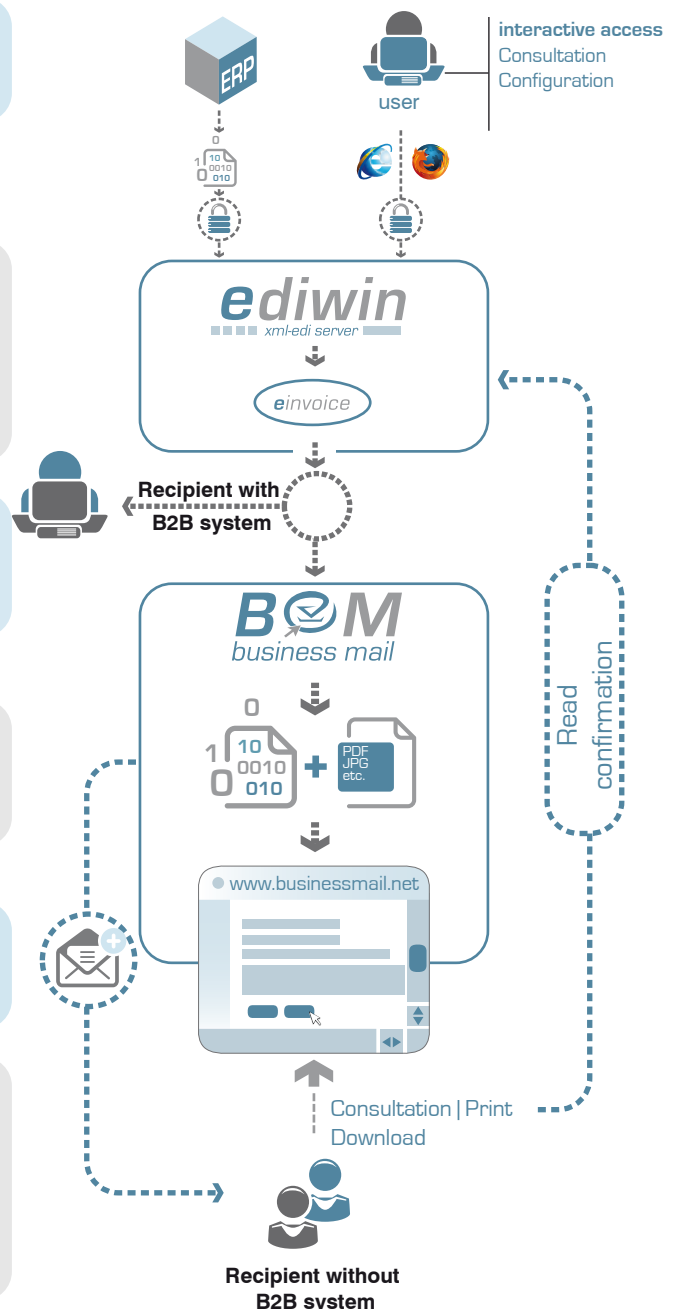 ERP
interactive access
Consultation
Configuration
user
0
1 10
0010
0 010
ediwin
xml-edi server
einvoice
Recipient with
B2B system
B M
business mail
0
1 10
0010
0 010
+
PDF
JPG
etc.
www.businessmail.net
Read
confirmation
Consultation | Print
Download
Recipient without
B2B system